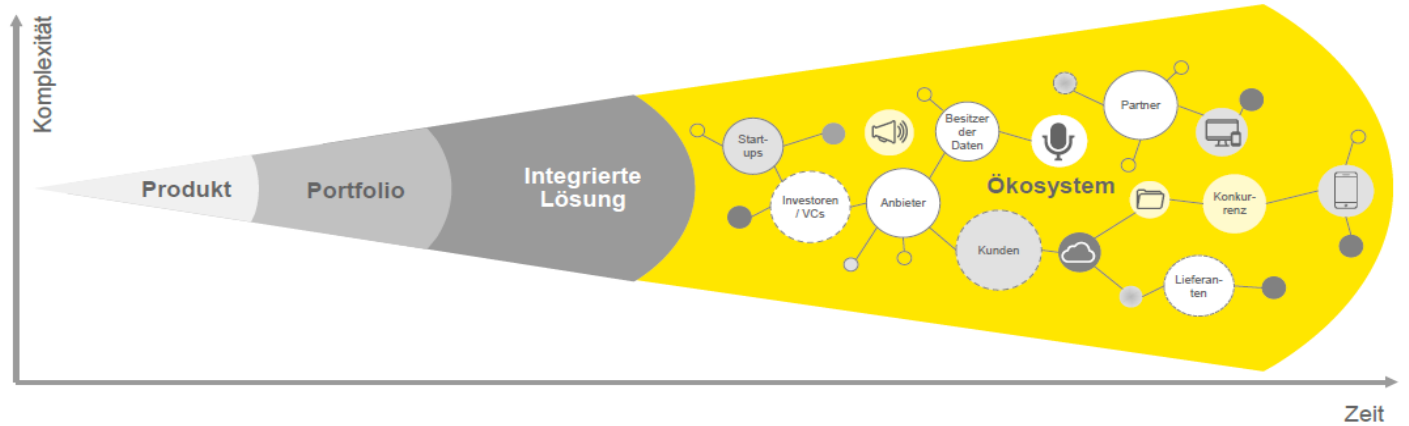 Komplexität
Produkt
Portfolio
Integrierte
Lösung
Start-
ups
Investoren
/ VCs
Anbieter
Besitzer
der
Daten
Kunden
Ökosystem
Partner
Konkur-
renz
Lieferan-
ten
Zeit